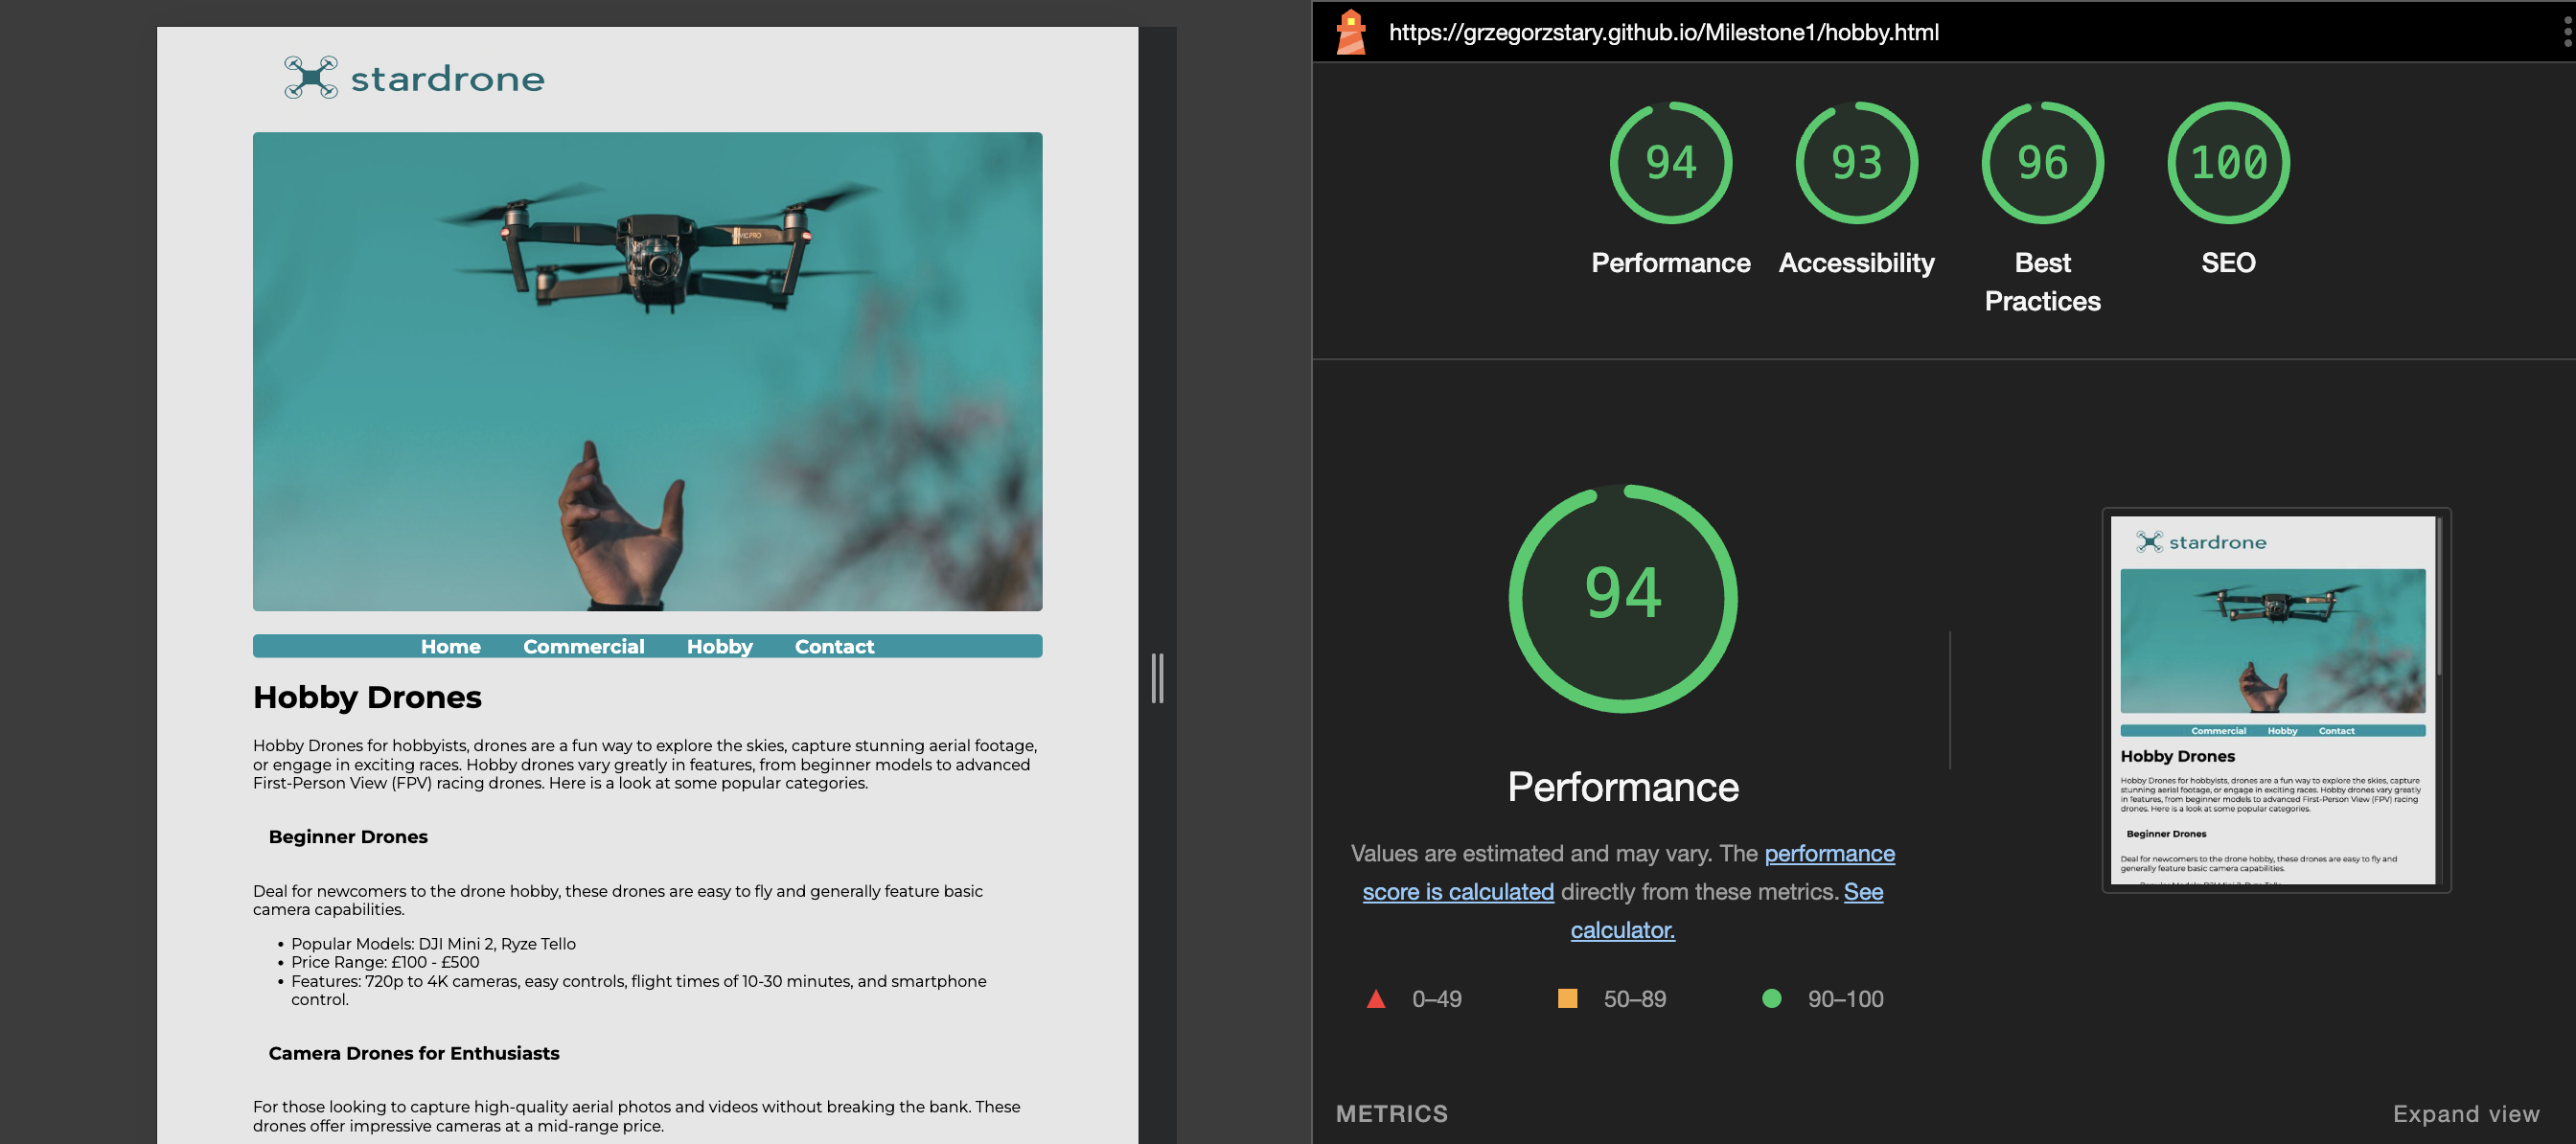 stardrone
VICPRO
Home Commercial Hobby Contact
Hobby Drones
Hobby Drones for hobbyists, drones are a fun way to explore the skies, capture stunning aerial footage,
or engage in exciting races. Hobby drones vary greatly in features, from beginner models to advanced
First-Person View (FPV) racing drones. Here is a look at some popular categories.
Beginner Drones
Deal for newcomers to the drone hobby, these drones are easy to fly and generally feature basic
camera capabilities.
• Popular Models: DJI Mini 2, Ryze Tello
• Price Range: £100 - £500
• Features: 720p to 4K cameras, easy controls, flight times of 10-30 minutes, and smartphone
control.
Camera Drones for Enthusiasts
For those looking to capture high-quality aerial photos and videos without breaking the bank. These
drones offer impressive cameras at a mid-range price.
https://grzegorzstary.github.io/Milestone1/hobby.html
94 93 96 100
Performance Accessibility Best SEO
Practices
94
Performance
Values are estimated and may vary. The performance
score is calculated directly from these metrics. See
calculator.
0–49 50–89 90–100
stardrone
Commercial Hobby Contact
Hobby Drones
Hobby Drones for hobbyists, drones are a fun way to explore the skies, capture
stunning aerial footage, or engage in exciting races. Hobby drones vary greatly
in features, from beginner models to advanced First-Person View (FPV) racing
drones. Here is a look at some popular categories.
Beginner Drones
Deal for newcomers to the drone hobby, these drones are easy to fly and
generally feature basic camera capabilities.
METRICS Expand view